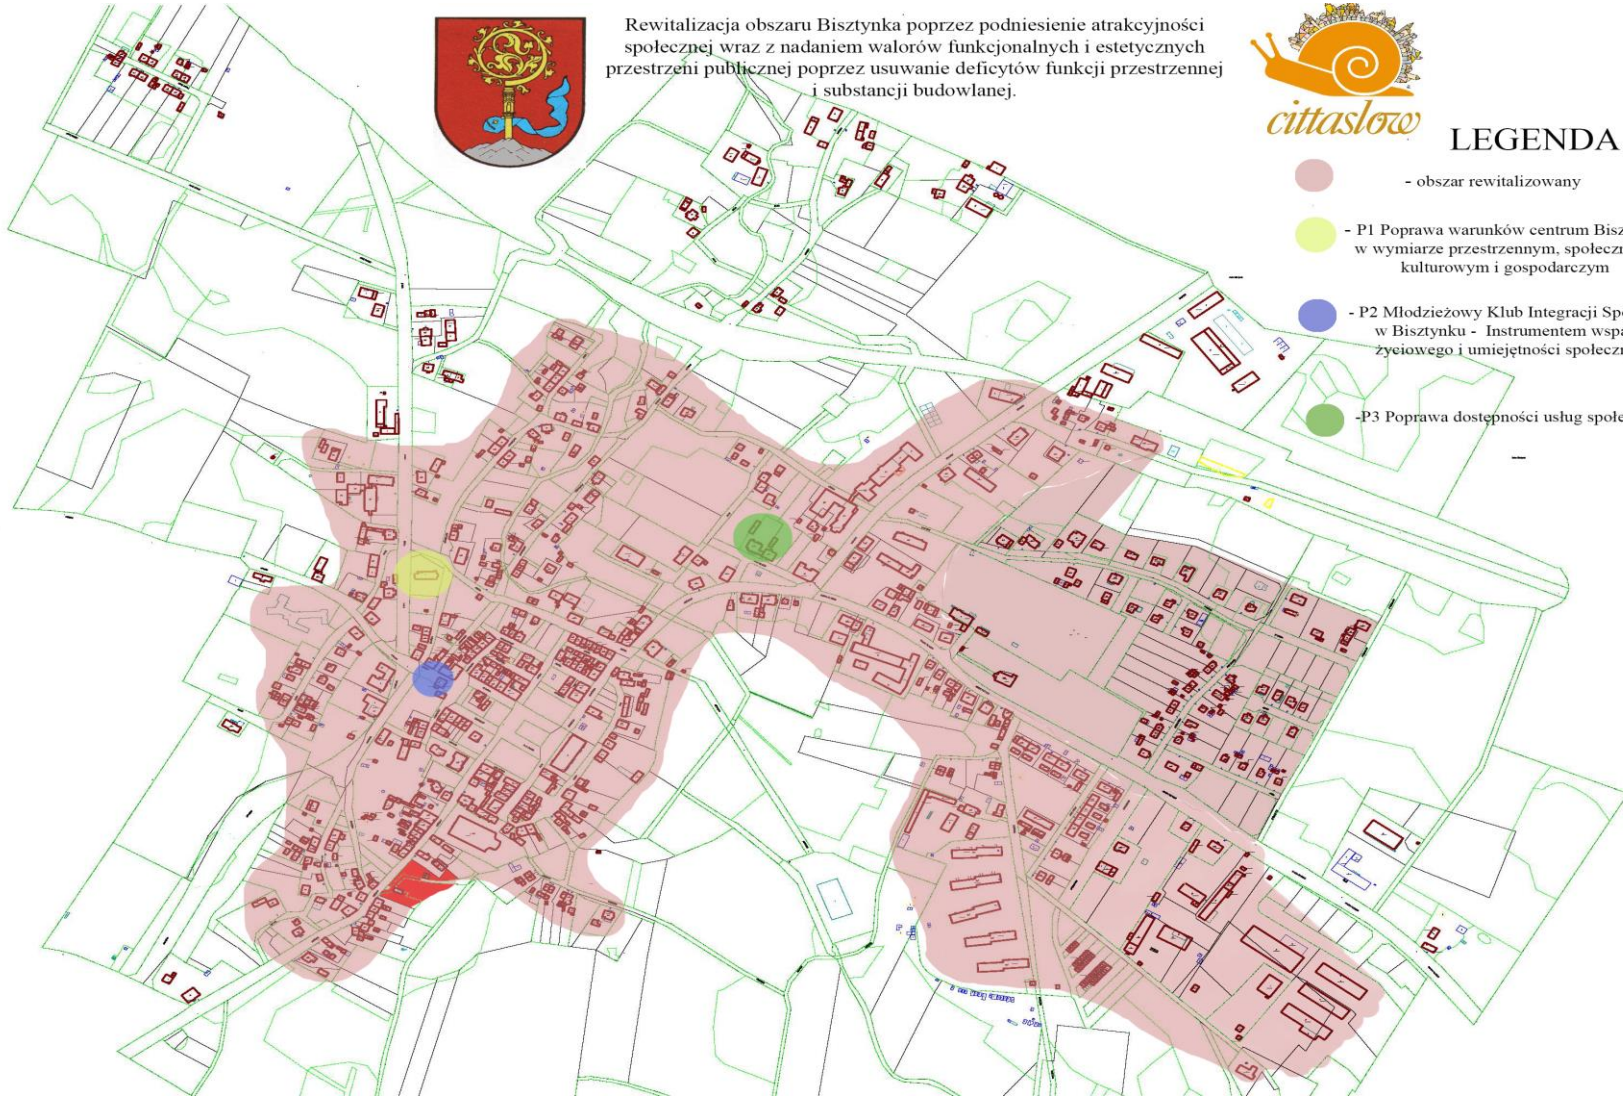 Rewitalizacja obszaru Bisztynka poprzez podniesienie atrakcyjności
społecznej wraz z nadaniem walorów funkcjonalnych i estetycznych
przestrzeni publicznej poprzez usuwanie deficytów funkcji przestrzennej
i substancji budowlanej.
cittaslow
LEGENDA
- obszar rewitalizowany
- P1 Poprawa warunków centrum Bisz
w wymiarze przestrzennym, społeczn
kulturowym i gospodarczym
- P2 Młodzieżowy Klub Integracji Spo
w Bisztynku - Instrumentem wspa
życiowego i umiejętności społeczn
-P3 Poprawa dostępności usług społe